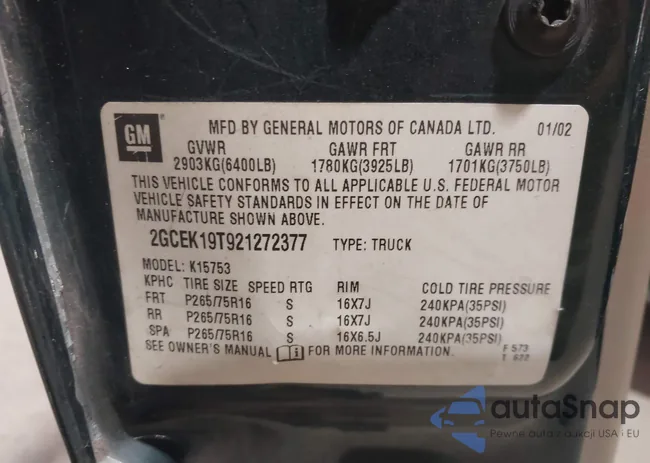 GM
MFD BY GENERAL MOTORS OF CANADA LTD. 01/02
GVWR GAWR FRT GAWR RR
2903KG(6400LB) 1780KG(3925LB) 1701KG(3750LB)
THIS VEHICLE CONFORMS TO ALL APPLICABLE U.S. FEDERAL MOTOR
VEHICLE SAFETY STANDARDS IN EFFECT ON THE DATE OF
MANUFACTURE SHOWN ABOVE.
2GCEK19T921272377 TYPE: TRUCK
MODEL: K15753
KPHC TIRE SIZE SPEED RTG RIM COLD TIRE PRESSURE
FRT P265/75R16 S 16X7J 240KPA(35PSI)
RR P265/75R16 S 16X7J 240KPA(35PSI)
SPA P265/75R16 S 16X6.5J 240KPA(35PSI)
SEE OWNER'S MANUAL i FOR MORE INFORMATION.
F 573
T 622
autaSnap
Pewne auta z aukcji USA i EU